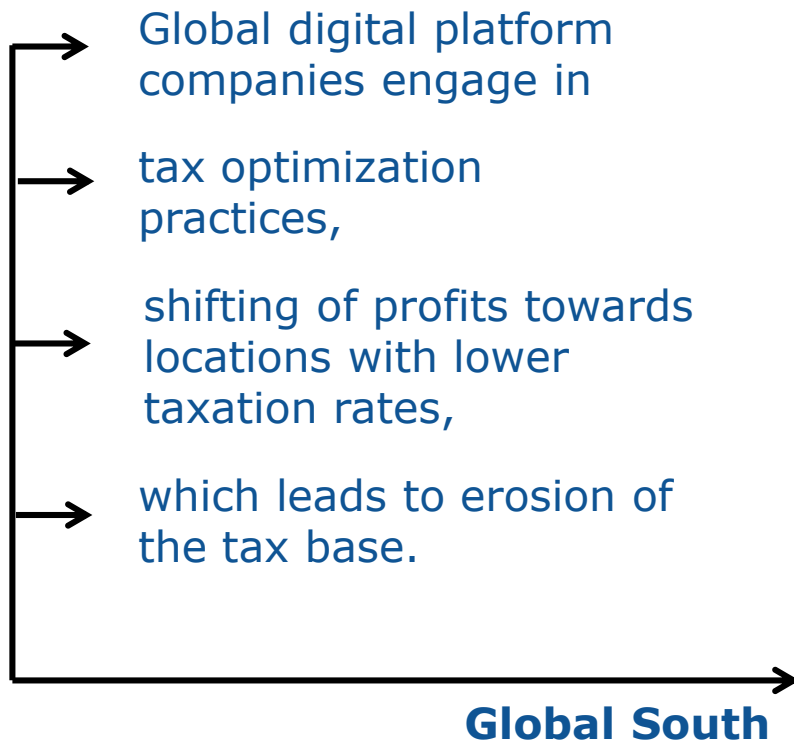 Global digital platform
companies engage in
tax optimization
practices,
shifting of profits towards
locations with lower
taxation rates,
which leads to erosion of
the tax base.
Global South